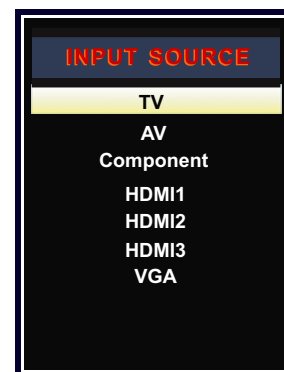 INPUT SOURCE
TV
AV
Component
HDMI1
HDMI2
HDMI3
VGA